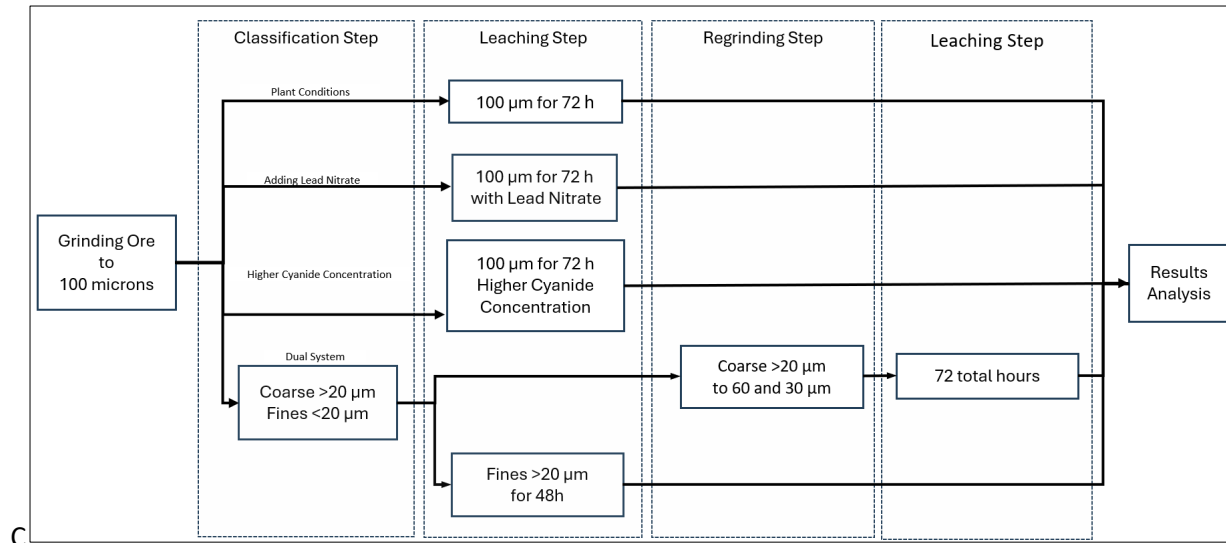 Classification Step
Leaching Step
Regrinding Step
Leaching Step
Plant Conditions
100 µm for 72 h
Adding Lead Nitrate
100 µm for 72 h
with Lead Nitrate
Grinding Ore
to
100 microns
Higher Cyanide Concentration
100 µm for 72 h
Higher Cyanide
Concentration
Results
Analysis
Dual System
Coarse >20 µm
Fines <20 µm
Coarse >20 µm
to 60 and 30 µm
72 total hours
Fines >20 µm
for 48h
C